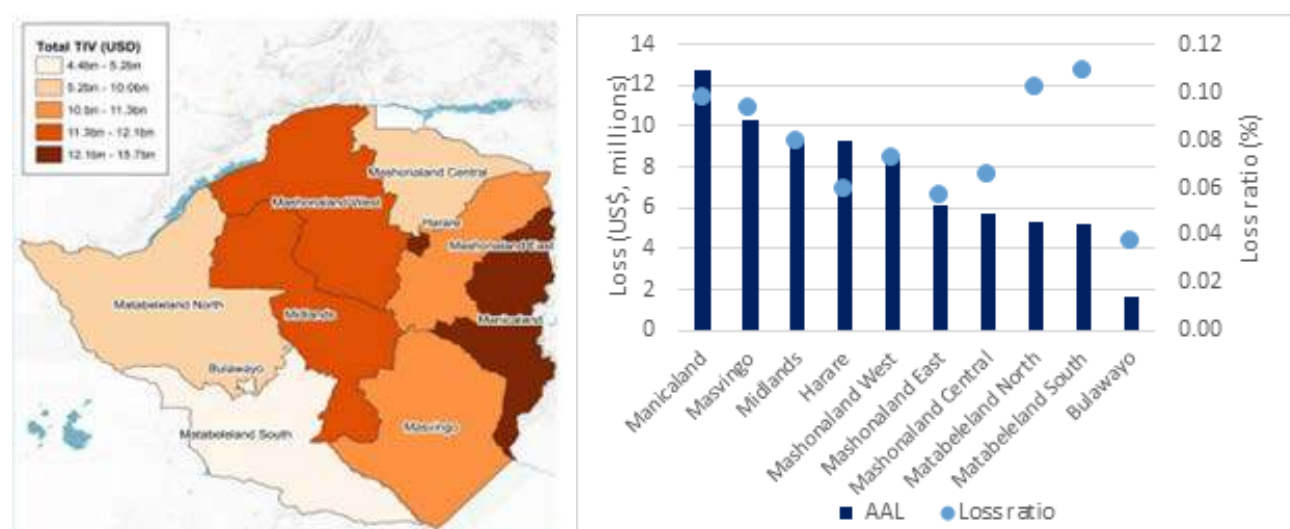 Total TIV (USD)
4.4bn - 5.2bn
5.2bn - 10.0bn
10.5bn - 11.3bn
11.3bn - 12.1bn
12.1bn - 15.7bn
Mashonaland Central
Mashonaland West
Harare
Mashonaland East
Matabeleland North
Midlands
Manicaland
Bulawayo
Matabeleland South
Masvingo
Loss (US$, millions)
14
12
10
8
6
4
2
0
0.12
0.10
0.08
0.06
0.04
0.02
0.00
Loss ratio (%)
Manicaland
Masvingo
Midlands
Harare
Mashonaland West
Mashonaland East
Mashonaland Central
Matabeleland North
Matabeleland South
Bulawayo
AAL
Loss ratio